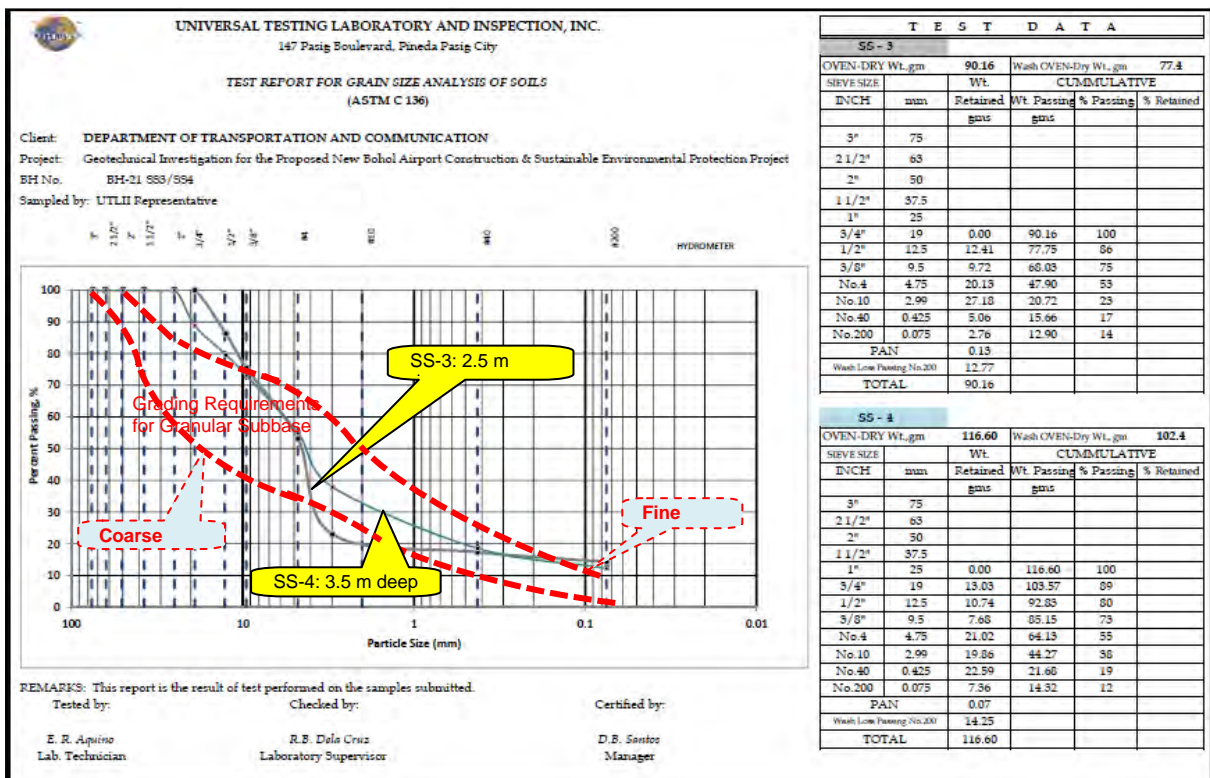 UNIVERSAL TESTING LABORATORY AND INSPECTION, INC.
147 Pasig Boulevard, Pineda Pasig City
TEST REPORT FOR GRAIN SIZE ANALYSIS OF SOILS
(ASTM C 136)
Client: DEPARTMENT OF TRANSPORTATION AND COMMUNICATION
Project: Geotechnical Investigation for the Proposed New Bohol Airport Construction & Sustainable Environmental Protection Project
BH No. BH-21 SS3/SS4
Sampled by: UTLII Representative
3" 2 1/2" 2" 1 1/2" 1" 3/4" 1/2" 3/8" #4 #10 #40 #200 HYDROMETER
100
90
80
70
60
50
40
30
20
10
0
Percent Passing, %
SS-3: 2.5 m
Grading Requirements
for Granular Subbase
Coarse
Fine
SS-4: 3.5 m deep
100 10 1 0.1 0.01
Particle Size (mm)
REMARKS: This report is the result of test performed on the samples submitted.
Tested by: Checked by: Certified by:
E. R. Aquino R.B. Dela Cruz D.B. Santos
Lab. Technician Laboratory Supervisor Manager
T E S T D A T A
SS - 3
OVEN-DRY Wt.,gm 90.16 Wash OVEN-Dry Wt., gm 77.4
SIEVE SIZE Wt. CUMMULATIVE
INCH mm Retained Wt. Passing % Passing % Retained
gms gms
3" 75
2 1/2" 63
2" 50
1 1/2" 37.5
1" 25
3/4" 19 0.00 90.16 100
1/2" 12.5 12.41 77.75 86
3/8" 9.5 9.72 68.03 75
No.4 4.75 20.13 47.90 53
No.10 2.99 27.18 20.72 23
No.40 0.425 5.06 15.66 17
No.200 0.075 2.76 12.90 14
PAN 0.13
Wash Loss Passing No.200 12.77
TOTAL 90.16
SS - 4
OVEN-DRY Wt.,gm 116.60 Wash OVEN-Dry Wt., gm 102.4
SIEVE SIZE Wt. CUMMULATIVE
INCH mm Retained Wt. Passing % Passing % Retained
gms gms
3" 75
2 1/2" 63
2" 50
1 1/2" 37.5
1" 25 0.00 116.60 100
3/4" 19 13.03 103.57 89
1/2" 12.5 10.74 92.83 80
3/8" 9.5 7.68 85.15 73
No.4 4.75 21.02 64.13 55
No.10 2.99 19.86 44.27 38
No.40 0.425 22.59 21.68 19
No.200 0.075 7.36 14.32 12
PAN 0.07
Wash Loss Passing No.200 14.25
TOTAL 116.60